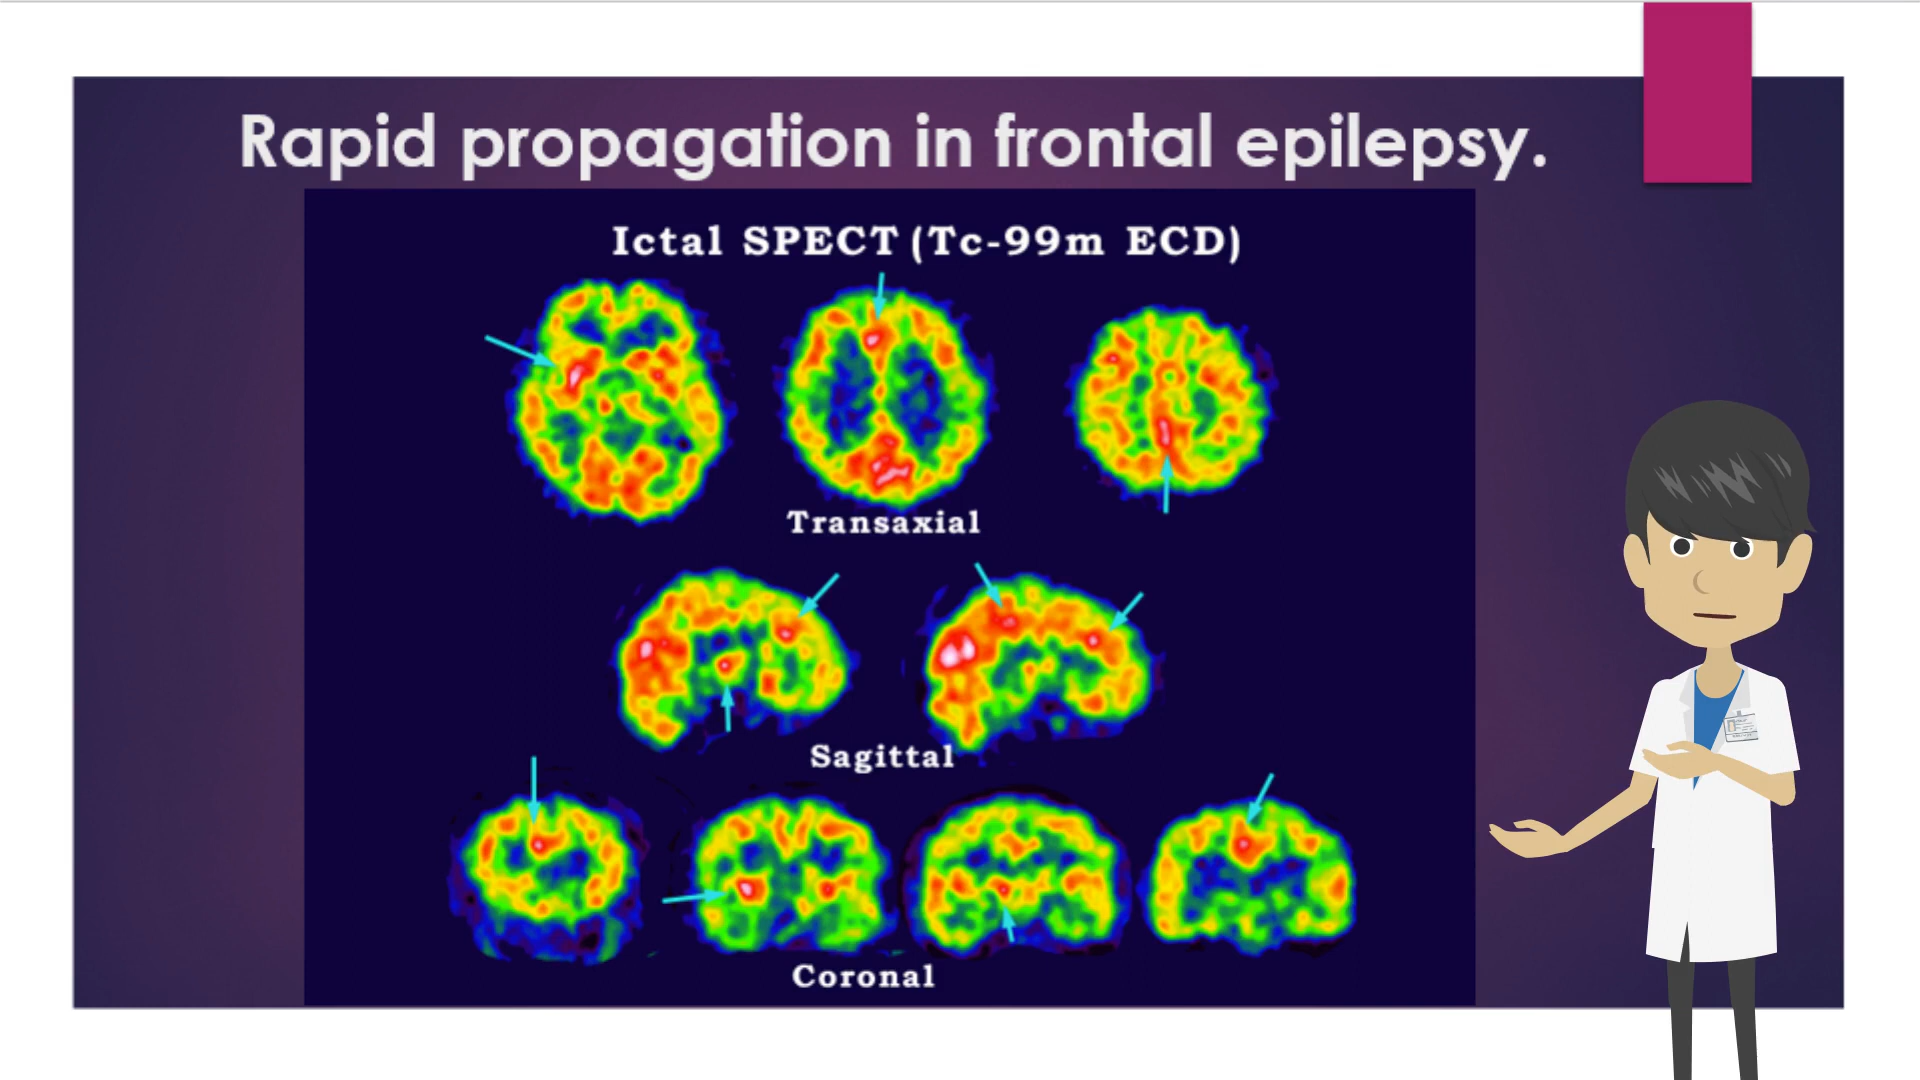 Rapid propagation in frontal epilepsy.
Ictal SPECT (Tc-99m ECD)
Transaxial
Sagittal
Coronal